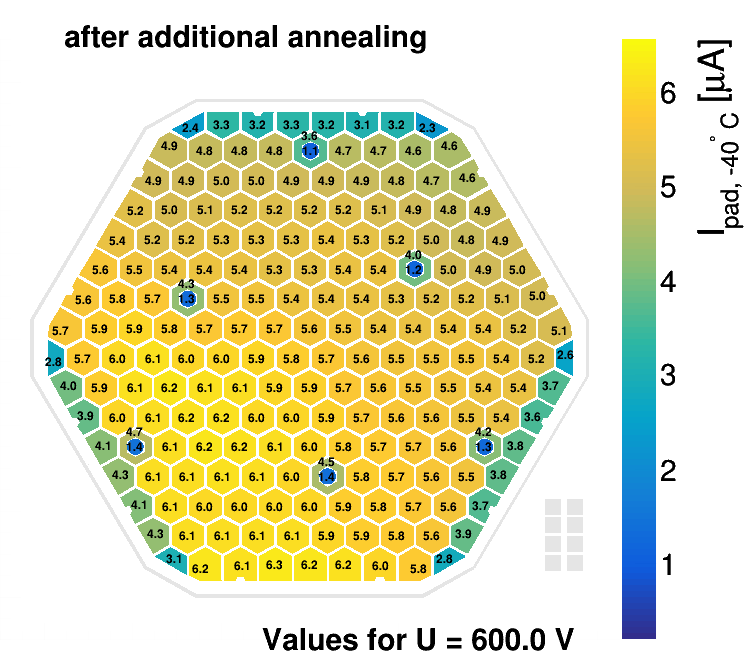 after additional annealing
2.4 3.3 3.2 3.3 3.2 3.1 3.2 2.3
3.6
4.9 4.8 4.8 4.8 1.1 4.7 4.7 4.6 4.6
4.9 4.9 5.0 5.0 4.9 4.9 4.9 4.8 4.7 4.6
5.2 5.0 5.1 5.2 5.2 5.2 5.2 5.1 4.9 4.8 4.9
5.4 5.2 5.2 5.3 5.3 5.3 5.4 5.2 5.0 4.8 4.9
4.0
5.6 5.5 5.4 5.4 5.4 5.3 5.4 5.4 5.4 1.2 5.0 4.9 5.0
4.3
5.6 5.8 5.7 1.3 5.5 5.5 5.4 5.4 5.4 5.3 5.2 5.2 5.1 5.0
5.7 5.9 5.9 5.8 5.7 5.7 5.7 5.6 5.5 5.4 5.4 5.4 5.4 5.2 5.1
2.8 5.7 6.0 6.1 6.0 6.0 5.9 5.8 5.7 5.6 5.5 5.5 5.5 5.4 5.2 2.6
4.0 5.9 6.1 6.2 6.1 6.1 5.9 5.9 5.7 5.6 5.5 5.5 5.4 5.4 3.7
3.9 6.0 6.1 6.2 6.2 6.0 6.0 5.9 5.7 5.6 5.6 5.5 5.4 3.6
4.7 4.2
4.1 1.4 6.1 6.2 6.2 6.1 6.0 5.8 5.7 5.7 5.6 1.3 3.8
4.5
4.3 6.1 6.1 6.1 6.1 6.0 1.4 5.8 5.7 5.6 5.5 3.8
4.1 6.1 6.0 6.0 6.0 6.0 5.9 5.8 5.7 5.6 3.7
4.3 6.1 6.1 6.1 6.1 5.9 5.9 5.8 5.6 3.9
3.1 6.2 6.1 6.3 6.2 6.2 6.0 5.8 2.8
Values for U = 600.0 V
6
5
4
3
2
1
I pad, -40° C [μA]